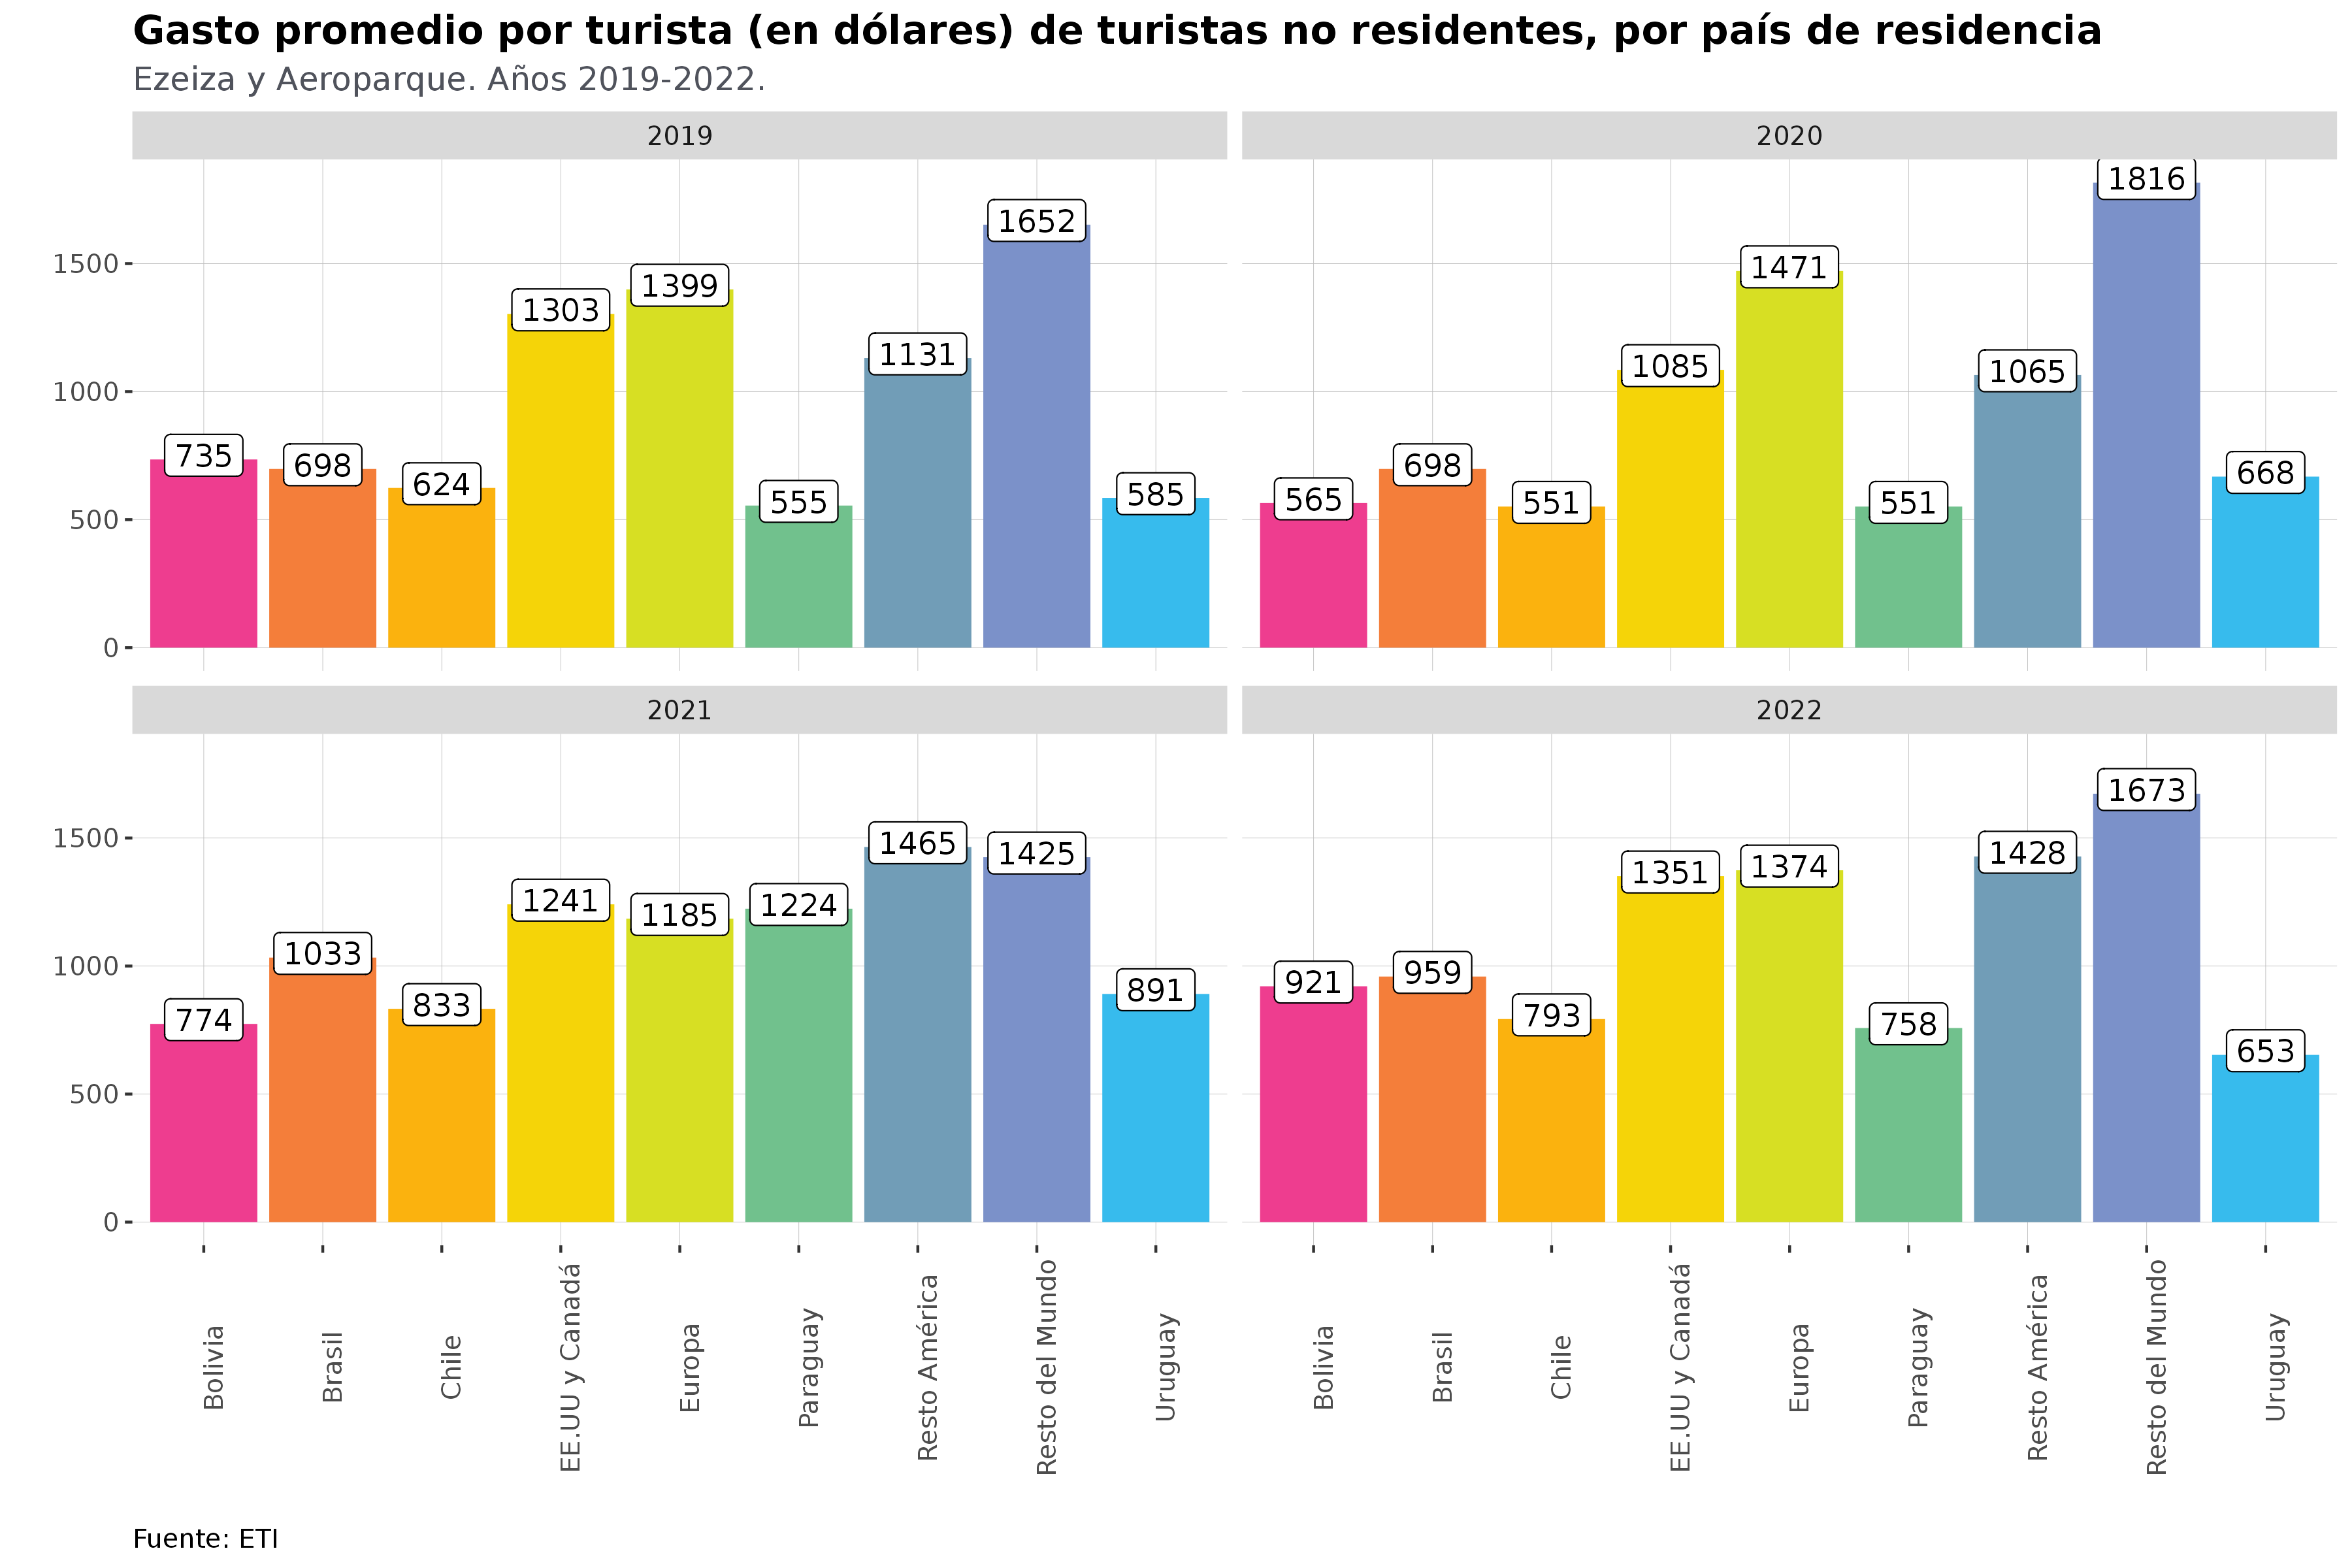 Gasto promedio por turista (en dólares) de turistas no residentes, por país de residencia
Ezeiza y Aeroparque. Años 2019-2022.
2019
2020
1500
1000
500
0
735
698
624
1303
1399
555
1131
1652
585
565
698
551
1085
1471
551
1065
1816
668
2021
2022
1500
1000
500
0
774
1033
833
1241
1185
1224
1465
1425
891
921
959
793
1351
1374
758
1428
1673
653
Bolivia
Brasil
Chile
EE.UU y Canadá
Europa
Paraguay
Resto América
Resto del Mundo
Uruguay
Bolivia
Brasil
Chile
EE.UU y Canadá
Europa
Paraguay
Resto América
Resto del Mundo
Uruguay
Fuente: ETI